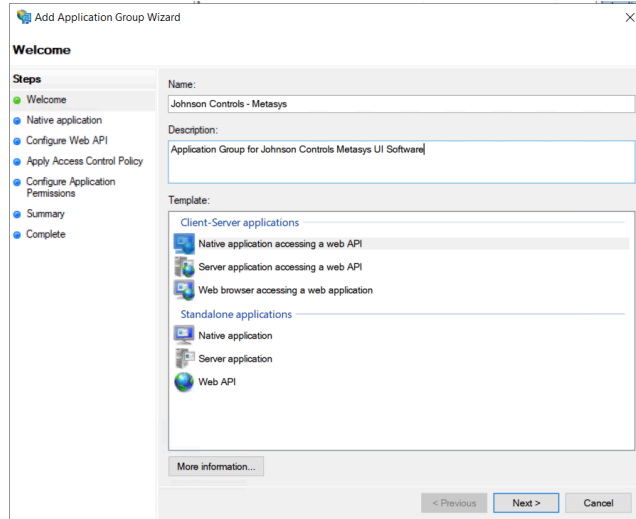 Add Application Group Wizard
Welcome
Steps
Welcome
Native application
Configure Web API
Apply Access Control Policy
Configure Application
Permissions
Summary
Complete
Name:
Johnson Controls - Metasys
Description:
Application Group for Johnson Controls Metasys UI Software
Template:
Client-Server applications
Native application accessing a web API
Server application accessing a web API
Web browser accessing a web application
Standalone applications
Native application
Server application
Web API
More information...
< Previous
Next >
Cancel